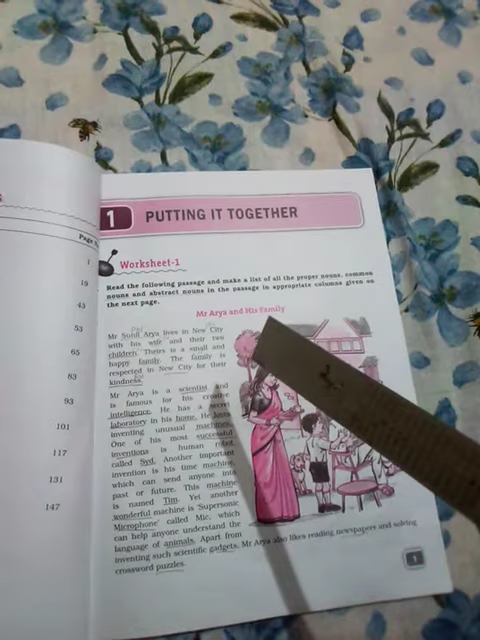 Page
1
19
43
53
65
83
93
101
117
131
147
1 PUTTING IT TOGETHER
Worksheet-1
Read the following passage and make a list of all the proper nouns, common
nouns and abstract nouns in the passage in appropriate columns given on
the next page.
Mr Arya and His Family
Mr Sunil Arya lives in New City
with his wife and their two
children. Theirs is a small and
happy family. The family is
respected in New City for their
kindness.
Mr Arya is a scientist and
is famous for his creative
intelligence. He has a secret
laboratory in his home. He loves
inventing unusual machines.
One of his most successful
inventions is human robot
called Syd. Another important
invention is his time machine,
which can send anyone into
past or future. This machine
is named Tim. Yet another
wonderful machine is 'Supersonic
Microphone' called Mic, which
can help anyone understand the
language of animals. Apart from
inventing such scientific gadgets, Mr Arya also likes reading newspapers and solving
crossword puzzles.
1